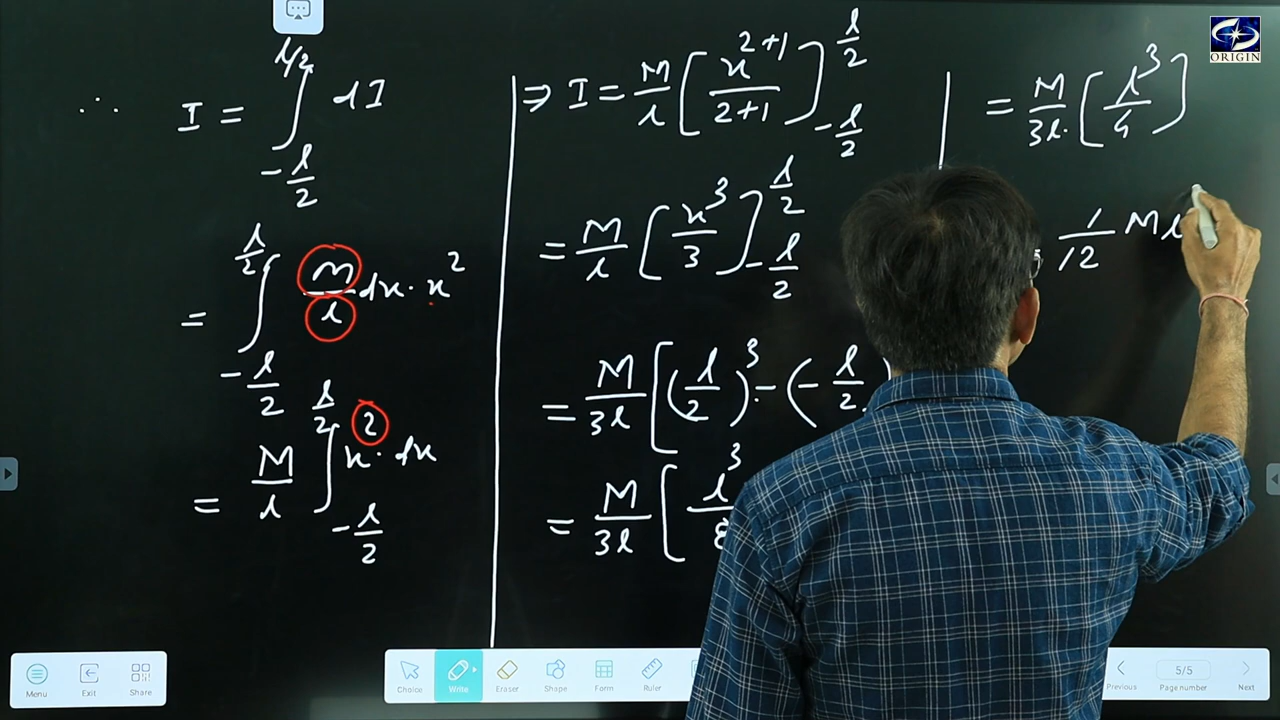 ∴ I = ∫_{-l/2}^{l/2} dI
= ∫_{-l/2}^{l/2} M/l dx · x²
= M/l ∫_{-l/2}^{l/2} x² · dx
⇒ I = M/l [x^{2+1}/2+1]_{-l/2}^{l/2}
= M/l [x³/3]_{-l/2}^{l/2}
= M/3l [(l/2)³ - (-l/2
= M/3l [l³/8
= M/3l [l³/4]
= 1/12 Ml
ORIGIN
Menu
Exit
Share
Choice
Write
Eraser
Shape
Form
Ruler
Previous
5/5
Page number
Next